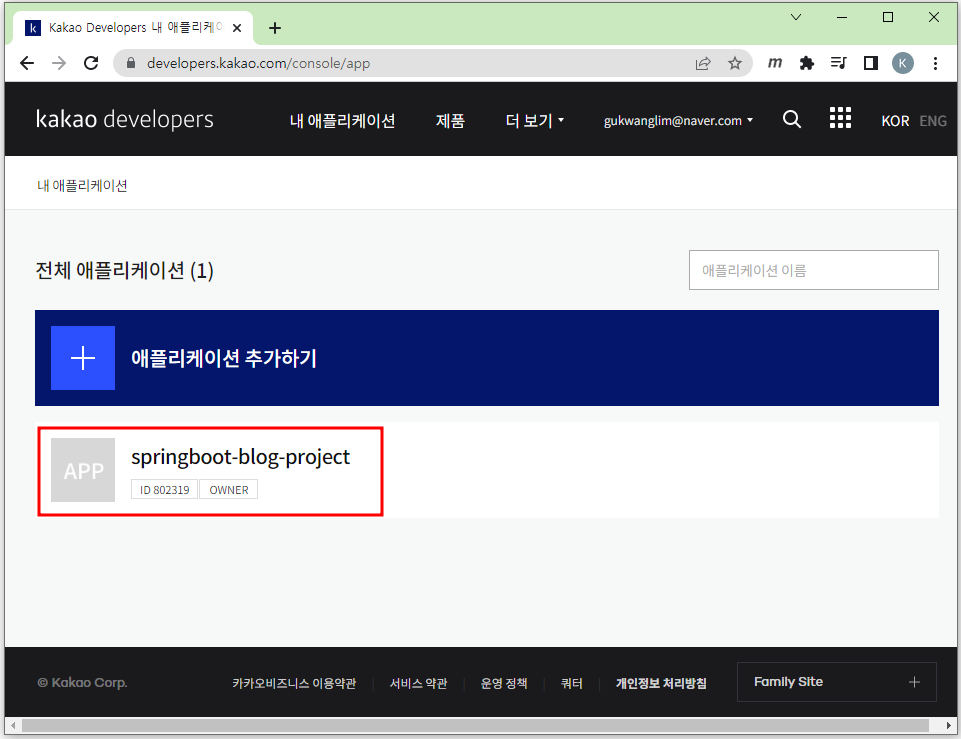 k Kakao Developers 내 애플리케이
developers.kakao.com/console/app
m
K
kakao developers 내 애플리케이션 제품 더 보기 gukwanglim@naver.com KOR ENG
내 애플리케이션
전체 애플리케이션 (1) 애플리케이션 이름
애플리케이션 추가하기
APP
springboot-blog-project
ID 802319 OWNER
© Kakao Corp. 카카오비즈니스 이용약관 서비스 약관 운영 정책 쿼터 개인정보 처리방침 Family Site